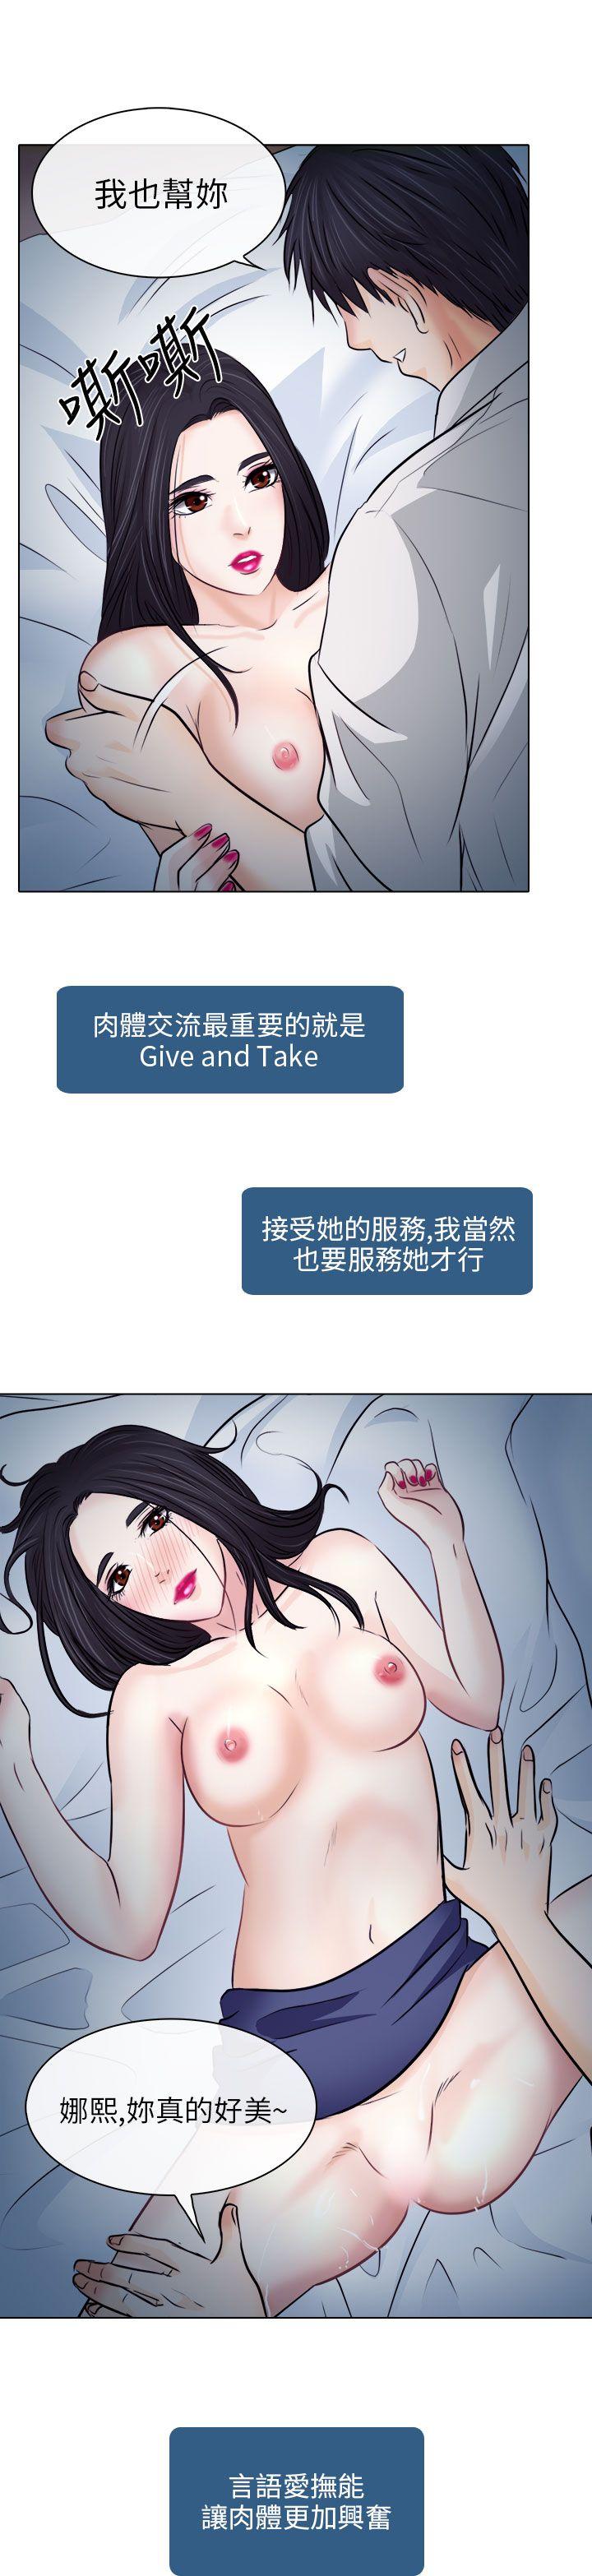 我也幫妳
嘶嘶
肉體交流最重要的就是
Give and Take
接受她的服務,我當然
也要服務她才行
娜熙,妳真的好美~
言語愛撫能
讓肉體更加興奮